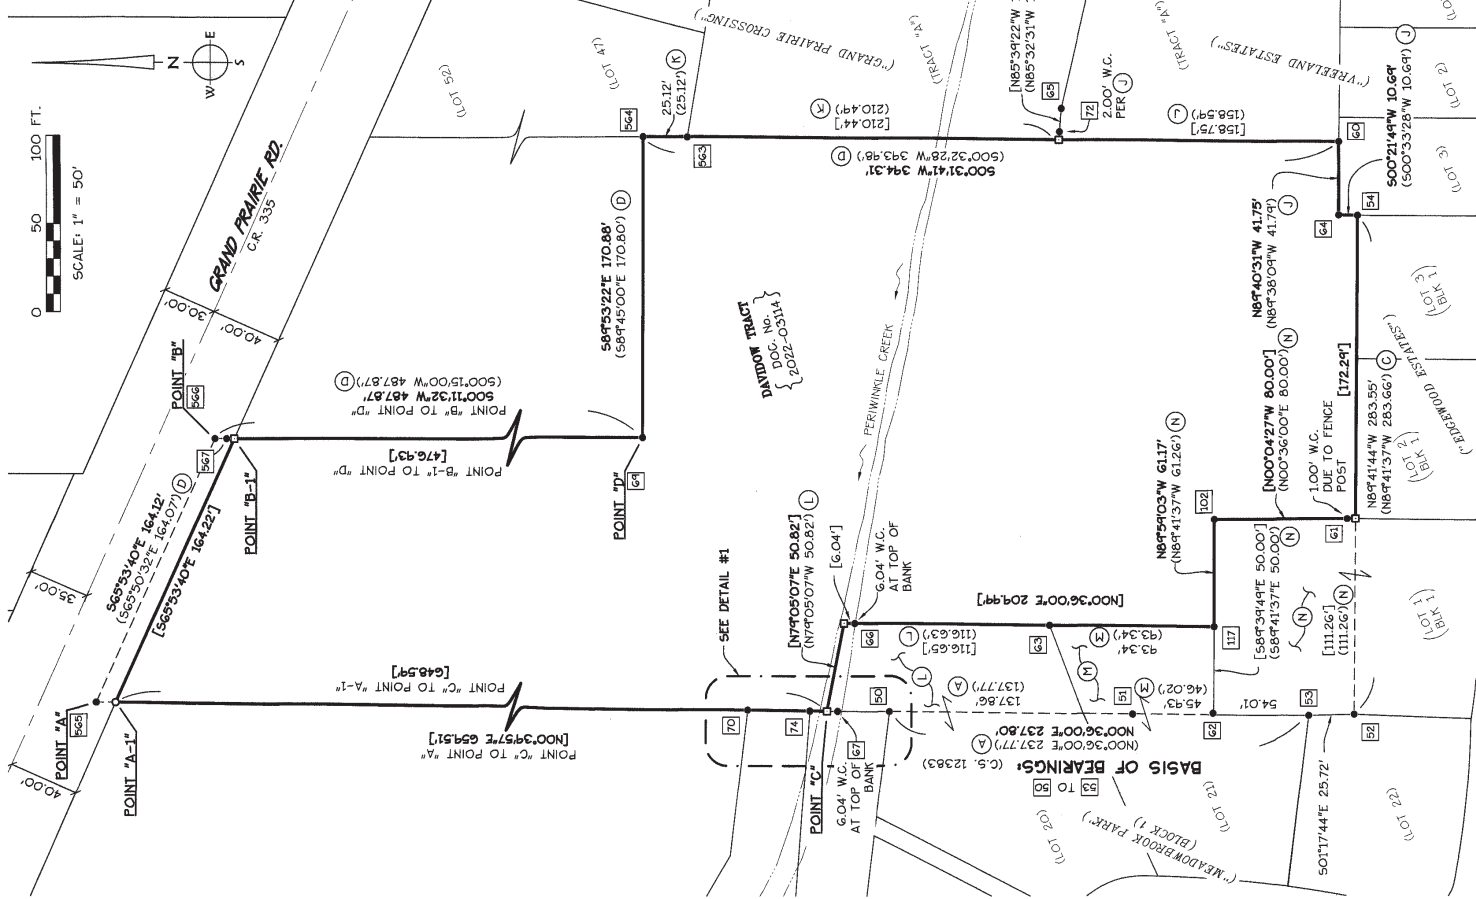 0 50 100 FT.
SCALE: 1" = 50'
N
E
S
W
GRAND PRAIRIE RD.
C.R. 335
30.00'
40.00'
35.00'
40.00'
POINT "A"
565
POINT "A-1"
POINT "B"
566
567
POINT "B-1"
S65°53'40"E 164.12'
(S65°50'32"E 164.07') D
[S65°53'40"E 164.22']
POINT "B" TO POINT "D"
S00°11'32"W 487.87'
(S00°15'00"W 487.87') D
POINT "B-1" TO POINT "D"
[476.93']
POINT "D"
69
S89°53'22"E 170.88'
(S89°45'00"E 170.80') D
564
25.12'
(25.12') K
563
(LOT 52)
(LOT 47)
("GRAND PRAIRIE CROSSING")
(TRACT "A")
[210.44']
(210.49') K
S00°31'41"W 394.31'
(S00°32'28"W 393.98') D
[N85°39'22"W
(N85°32'31"W
65
72
2.00' W.C.
PER J
(TRACT "A")
("VREELAND ESTATES")
[158.75']
(158.59') J
60
(LOT 2)
(LOT 3)
S00°21'49"W 10.69'
(S00°33'28"W 10.69') J
N89°40'31"W 41.75'
(N89°38'09"W 41.79') J
64
54
DAVIDOW TRACT
DOC. No.
2022-03114
PERIWINKLE CREEK
POINT "C" TO POINT "A-1"
[648.59']
POINT "C" TO POINT "A"
[N00°39'57"E 659.51']
SEE DETAIL #1
70
74
67
50
POINT "C"
6.04' W.C.
AT TOP OF
BANK
[N79°05'07"E 50.82']
(N79°05'07"W 50.82') L
[6.04']
6.04' W.C.
AT TOP OF
BANK
66
[116.65']
(116.63') L
[N00°36'00"E 209.99']
63
93.34'
(93.34') M
117
L
M
N
137.86'
(137.77') A
51
45.93'
(46.02') M
62
54.01'
53
52
N00°36'00"E 237.80'
(N00°36'00"E 237.77') A
BASIS OF BEARINGS:
(C.S. 12383)
53 TO 50
N89°59'03"W 61.17'
(N89°41'37"W 61.26') N
102
[S89°39'49"E 50.00']
(S89°41'37"E 50.00') N
[N00°04'27"W 80.00']
(N00°36'00"E 80.00') N
1.00' W.C.
DUE TO FENCE
POST
61
[172.29']
N89°41'44"W 283.55'
(N89°41'37"W 283.66') C
[111.26']
(111.26') N
("EDGEWOOD ESTATES")
(LOT 3)
(BLK 1)
(LOT 2)
(BLK 1)
(LOT 1)
(BLK 1)
(LOT 20)
(LOT 21)
(LOT 22)
("MEADOWBROOK PARK")
(BLOCK 1)
S01°17'44"E 25.72'